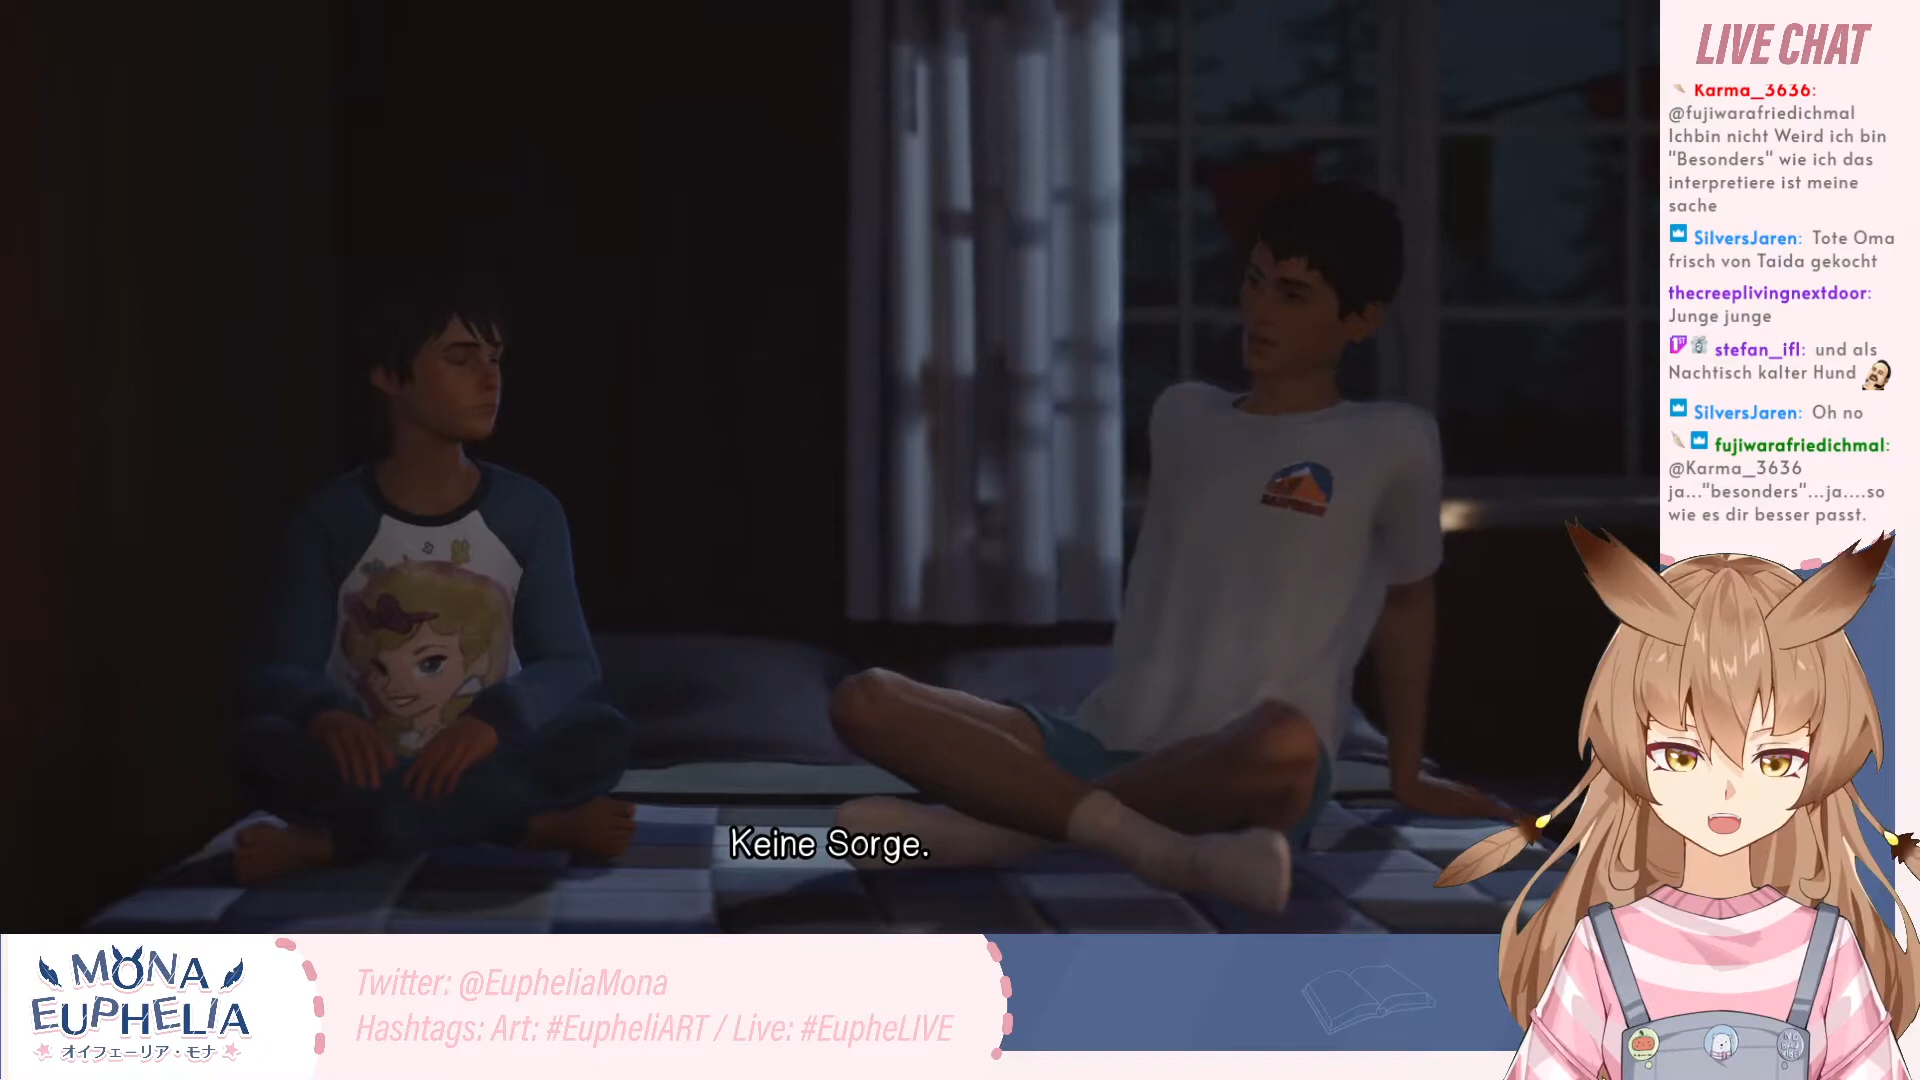 LIVE CHAT
Karma_3636:
@fujiwarafriedichmal
Ichbin nicht Weird ich bin
"Besonders" wie ich das
interpretiere ist meine
sache
SilversJaren: Tote Oma
frisch von Taida gekocht
thecreeplivingnextdoor:
Junge junge
stefan_ifl: und als
Nachtisch kalter Hund
SilversJaren: Oh no
fujiwarafriedichmal:
@Karma_3636
ja..."besonders"...ja....so
wie es dir besser passt.
Keine Sorge.
MONA
EUPHELIA
オイフェーリア・モナ
Twitter: @EupheliaMona
Hashtags: Art: #EupheliART / Live: #EupheLIVE